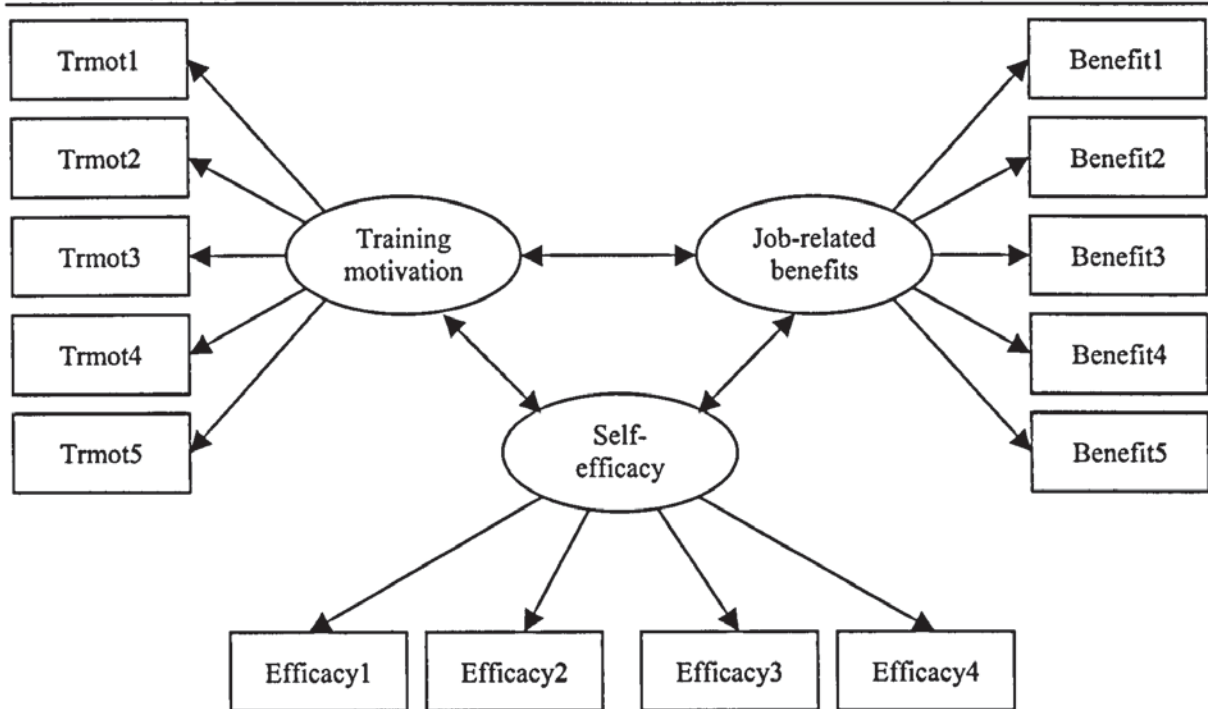 Trmot1
Trmot2
Trmot3
Trmot4
Trmot5
Training
motivation
Job-related
benefits
Self-
efficacy
Benefit1
Benefit2
Benefit3
Benefit4
Benefit5
Efficacy1
Efficacy2
Efficacy3
Efficacy4